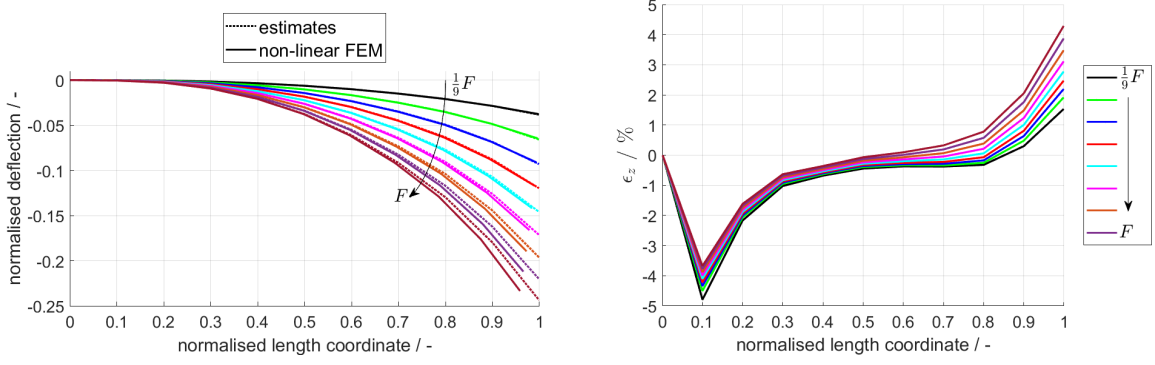 estimates
non-linear FEM
normalised deflection / -
0
-0.05
-0.1
-0.15
-0.2
-0.25
1/9 F
F
0 0.1 0.2 0.3 0.4 0.5 0.6 0.7 0.8 0.9 1
normalised length coordinate / -
ϵz / %
5
4
3
2
1
0
-1
-2
-3
-4
-5
0 0.1 0.2 0.3 0.4 0.5 0.6 0.7 0.8 0.9 1
normalised length coordinate / -
1/9 F
F